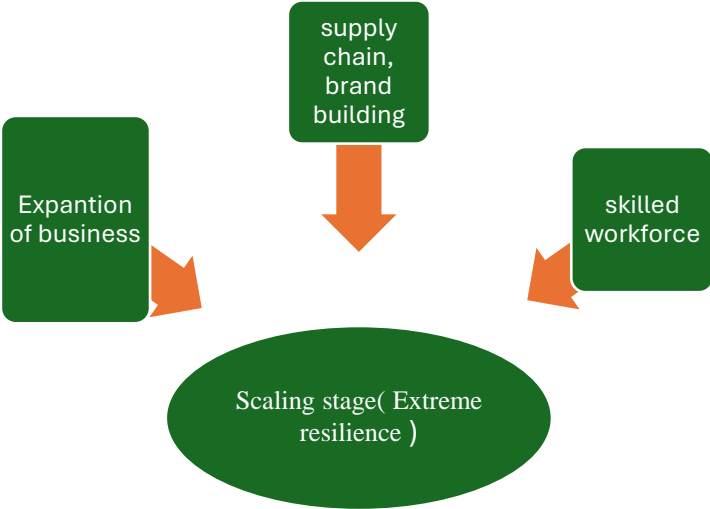 supply
chain,
brand
building
Expantion
of business
skilled
workforce
Scaling stage( Extreme
resilience )